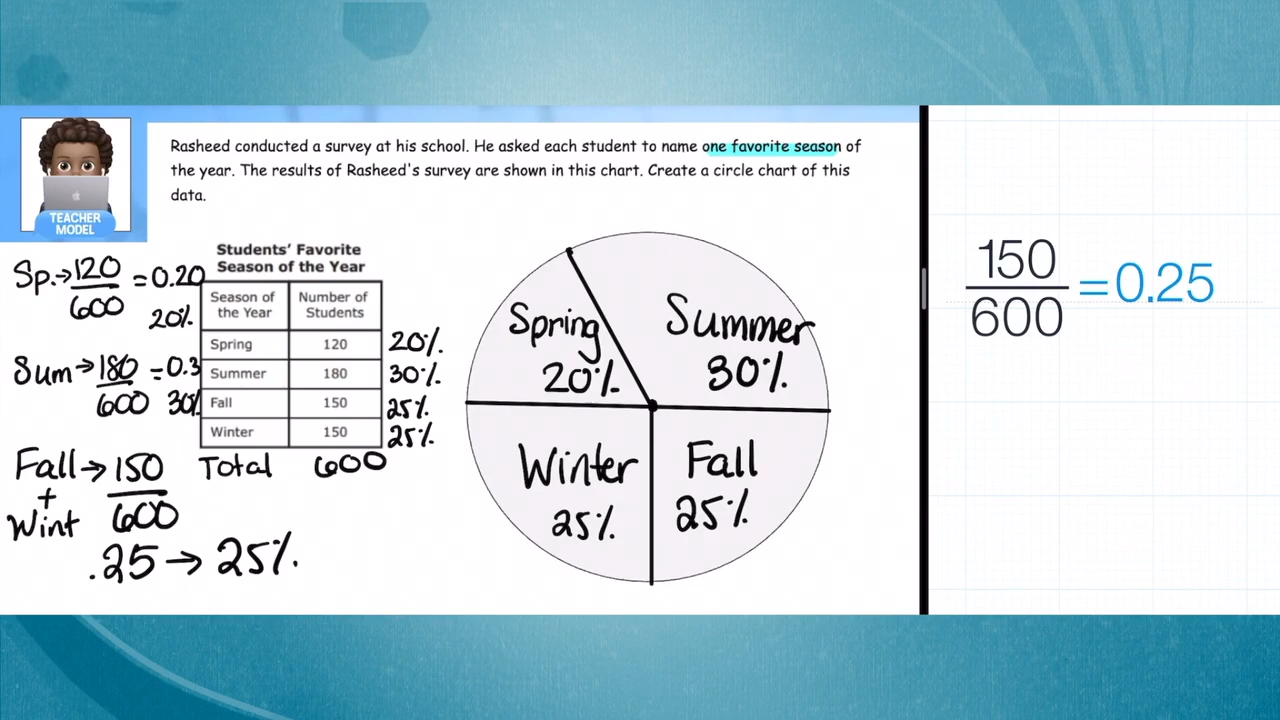 Rasheed conducted a survey at his school. He asked each student to name one favorite season of
the year. The results of Rasheed's survey are shown in this chart. Create a circle chart of this
data.
TEACHER
MODEL
Students' Favorite
Season of the Year
Season of
the Year
Number of
Students
Spring 120 20%
Summer 180 30%
Fall 150 25%
Winter 150 25%
Total 600
Sp.→ 120/600 = 0.20
20%
Sum→ 180/600 = 0.3
30%
Fall→ 150/600
+
Wint
.25 → 25%
Spring
20%
Summer
30%
Winter
25%
Fall
25%
150/600 = 0.25